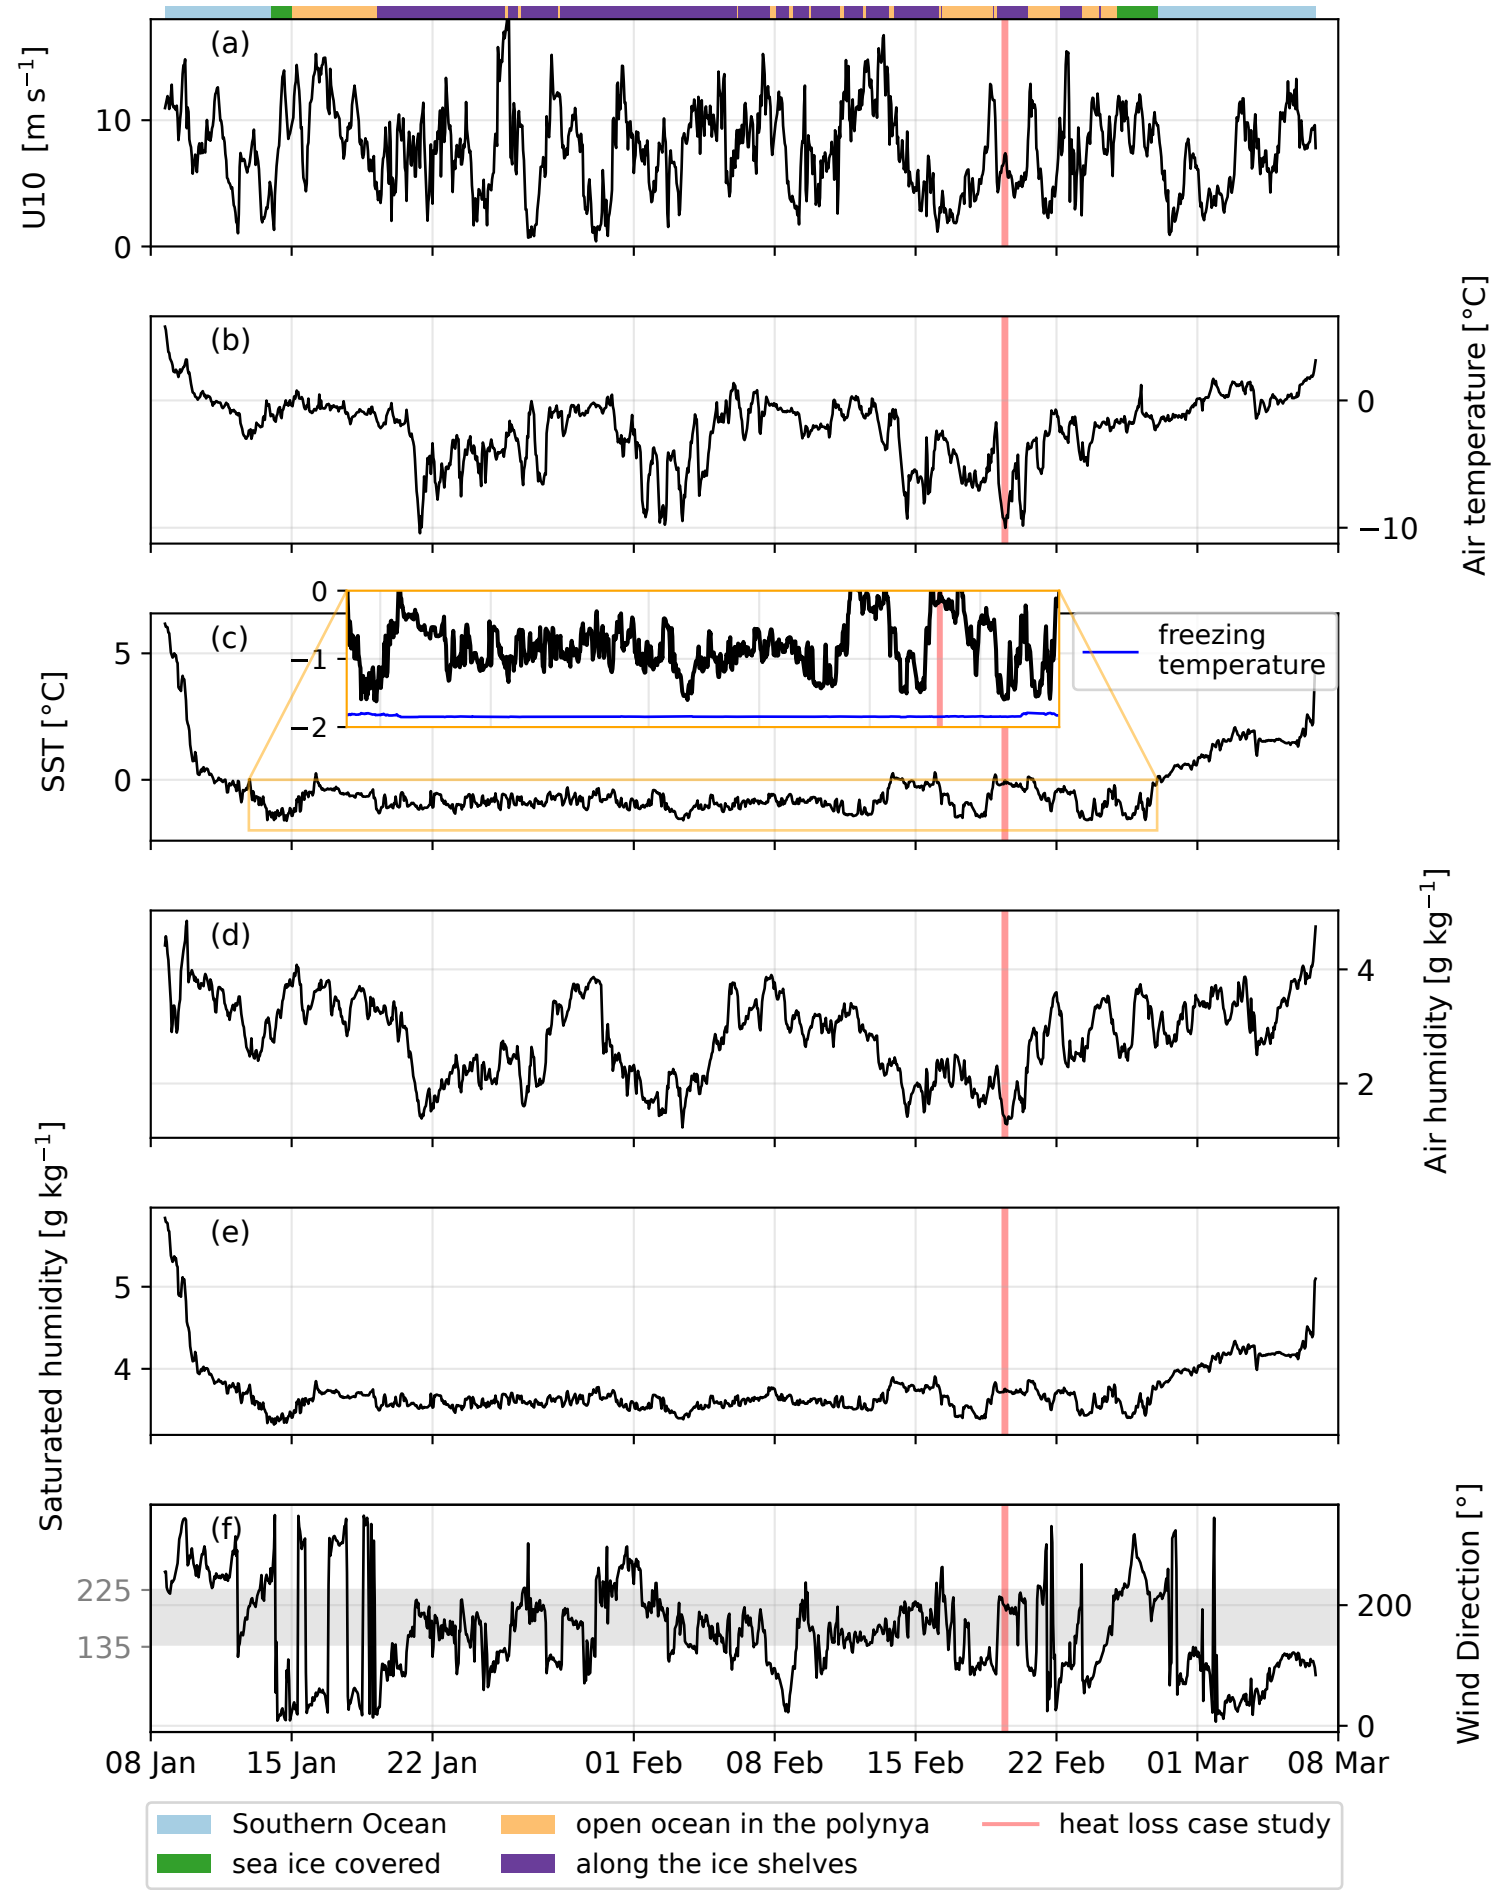 (a)
U10 [m s⁻¹]
10
0
(b)
Air temperature [°C]
0
−10
(c)
SST [°C]
5
0
0
−1
−2
freezing
temperature
(d)
Air humidity [g kg⁻¹]
4
2
(e)
Saturated humidity [g kg⁻¹]
5
4
(f)
225
135
Wind Direction [°]
200
0
08 Jan 15 Jan 22 Jan 01 Feb 08 Feb 15 Feb 22 Feb 01 Mar 08 Mar
Southern Ocean open ocean in the polynya heat loss case study
sea ice covered along the ice shelves